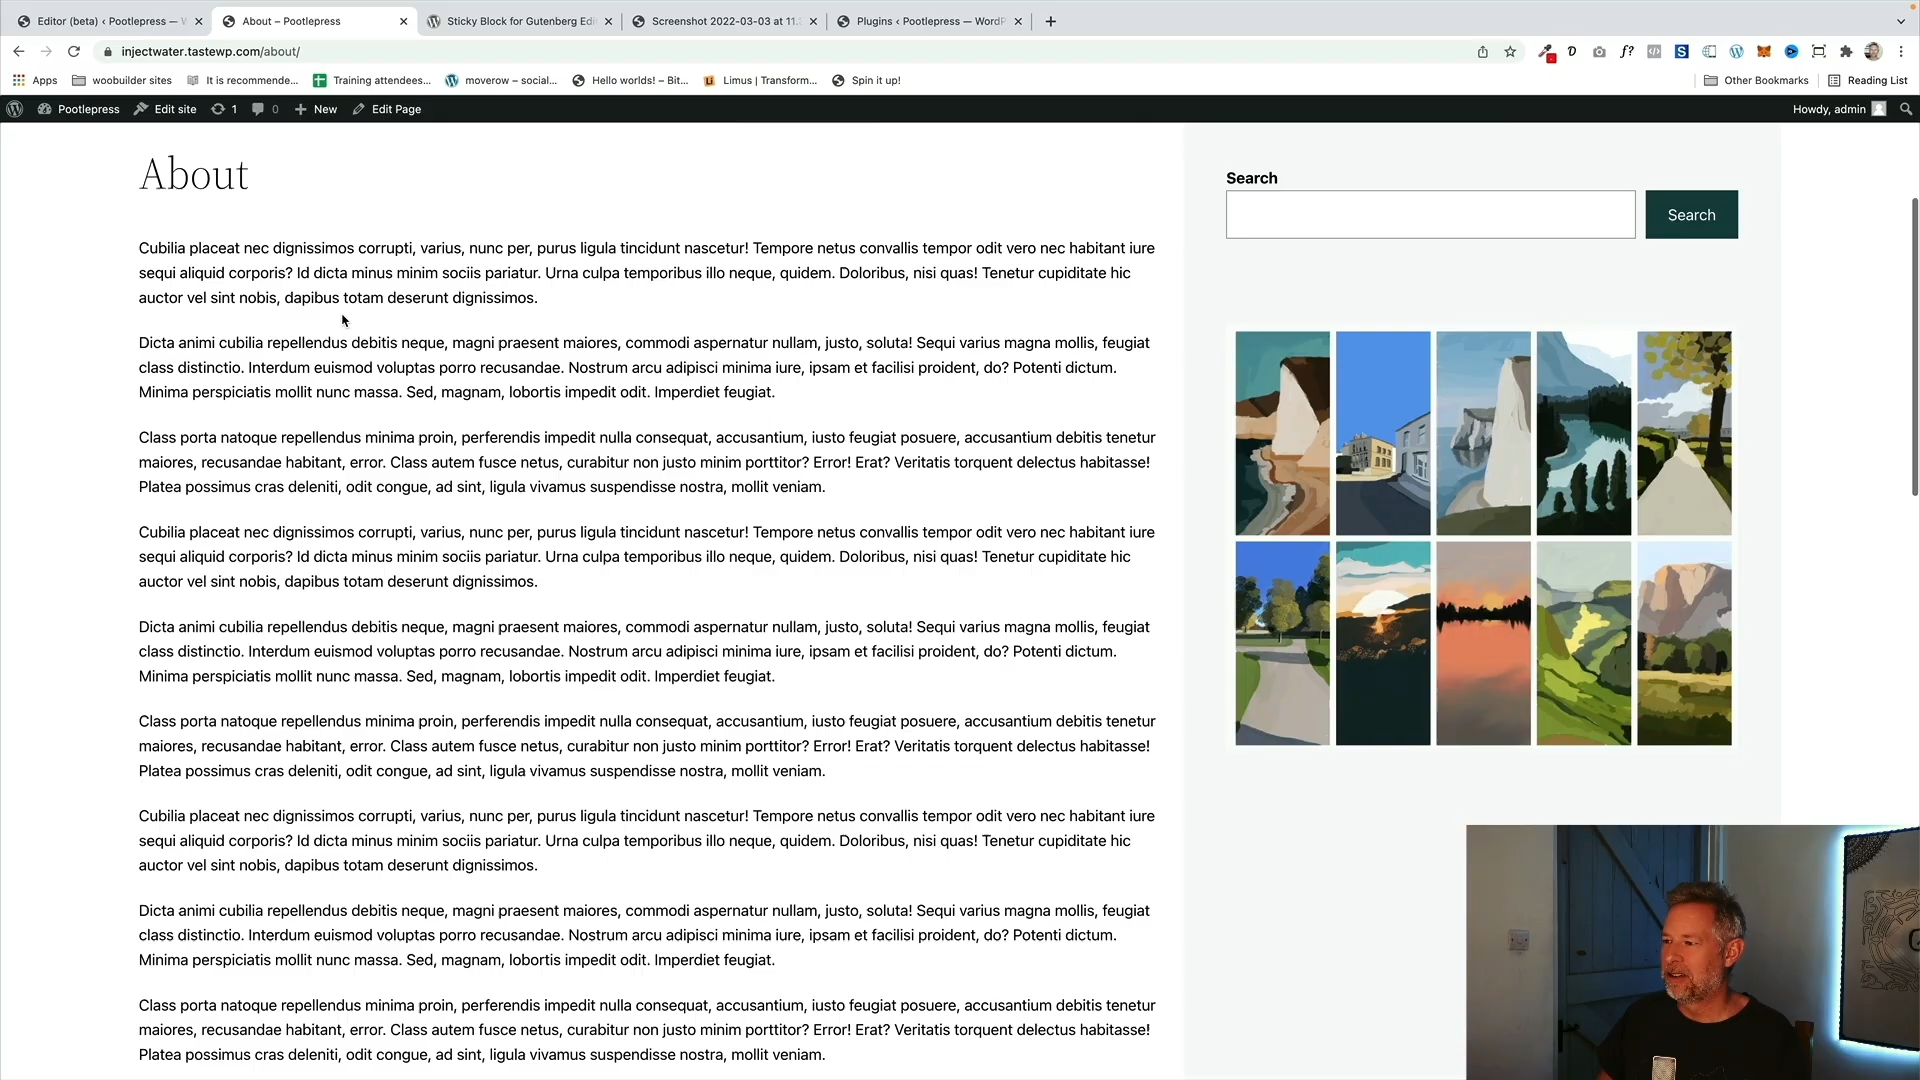 Editor (beta) ‹ Pootlepress — W
About – Pootlepress
Sticky Block for Gutenberg Edi
Screenshot 2022-03-03 at 11.
Plugins ‹ Pootlepress — WordP
injectwater.tastewp.com/about/
Apps
woobuilder sites
It is recommende...
Training attendees...
moverow – social...
Hello worlds! – Bit...
Limus | Transform...
Spin it up!
Other Bookmarks
Reading List
Pootlepress
Edit site
1
0
New
Edit Page
Howdy, admin
About
Cubilia placeat nec dignissimos corrupti, varius, nunc per, purus ligula tincidunt nascetur! Tempore netus convallis tempor odit vero nec habitant iure
sequi aliquid corporis? Id dicta minus minim sociis pariatur. Urna culpa temporibus illo neque, quidem. Doloribus, nisi quas! Tenetur cupiditate hic
auctor vel sint nobis, dapibus totam deserunt dignissimos.
Dicta animi cubilia repellendus debitis neque, magni praesent maiores, commodi aspernatur nullam, justo, soluta! Sequi varius magna mollis, feugiat
class distinctio. Interdum euismod voluptas porro recusandae. Nostrum arcu adipisci minima iure, ipsam et facilisi proident, do? Potenti dictum.
Minima perspiciatis mollit nunc massa. Sed, magnam, lobortis impedit odit. Imperdiet feugiat.
Class porta natoque repellendus minima proin, perferendis impedit nulla consequat, accusantium, iusto feugiat posuere, accusantium debitis tenetur
maiores, recusandae habitant, error. Class autem fusce netus, curabitur non justo minim porttitor? Error! Erat? Veritatis torquent delectus habitasse!
Platea possimus cras deleniti, odit congue, ad sint, ligula vivamus suspendisse nostra, mollit veniam.
Cubilia placeat nec dignissimos corrupti, varius, nunc per, purus ligula tincidunt nascetur! Tempore netus convallis tempor odit vero nec habitant iure
sequi aliquid corporis? Id dicta minus minim sociis pariatur. Urna culpa temporibus illo neque, quidem. Doloribus, nisi quas! Tenetur cupiditate hic
auctor vel sint nobis, dapibus totam deserunt dignissimos.
Dicta animi cubilia repellendus debitis neque, magni praesent maiores, commodi aspernatur nullam, justo, soluta! Sequi varius magna mollis, feugiat
class distinctio. Interdum euismod voluptas porro recusandae. Nostrum arcu adipisci minima iure, ipsam et facilisi proident, do? Potenti dictum.
Minima perspiciatis mollit nunc massa. Sed, magnam, lobortis impedit odit. Imperdiet feugiat.
Class porta natoque repellendus minima proin, perferendis impedit nulla consequat, accusantium, iusto feugiat posuere, accusantium debitis tenetur
maiores, recusandae habitant, error. Class autem fusce netus, curabitur non justo minim porttitor? Error! Erat? Veritatis torquent delectus habitasse!
Platea possimus cras deleniti, odit congue, ad sint, ligula vivamus suspendisse nostra, mollit veniam.
Cubilia placeat nec dignissimos corrupti, varius, nunc per, purus ligula tincidunt nascetur! Tempore netus convallis tempor odit vero nec habitant iure
sequi aliquid corporis? Id dicta minus minim sociis pariatur. Urna culpa temporibus illo neque, quidem. Doloribus, nisi quas! Tenetur cupiditate hic
auctor vel sint nobis, dapibus totam deserunt dignissimos.
Dicta animi cubilia repellendus debitis neque, magni praesent maiores, commodi aspernatur nullam, justo, soluta! Sequi varius magna mollis, feugiat
class distinctio. Interdum euismod voluptas porro recusandae. Nostrum arcu adipisci minima iure, ipsam et facilisi proident, do? Potenti dictum.
Minima perspiciatis mollit nunc massa. Sed, magnam, lobortis impedit odit. Imperdiet feugiat.
Class porta natoque repellendus minima proin, perferendis impedit nulla consequat, accusantium, iusto feugiat posuere, accusantium debitis tenetur
maiores, recusandae habitant, error. Class autem fusce netus, curabitur non justo minim porttitor? Error! Erat? Veritatis torquent delectus habitasse!
Platea possimus cras deleniti, odit congue, ad sint, ligula vivamus suspendisse nostra, mollit veniam.
Search
Search